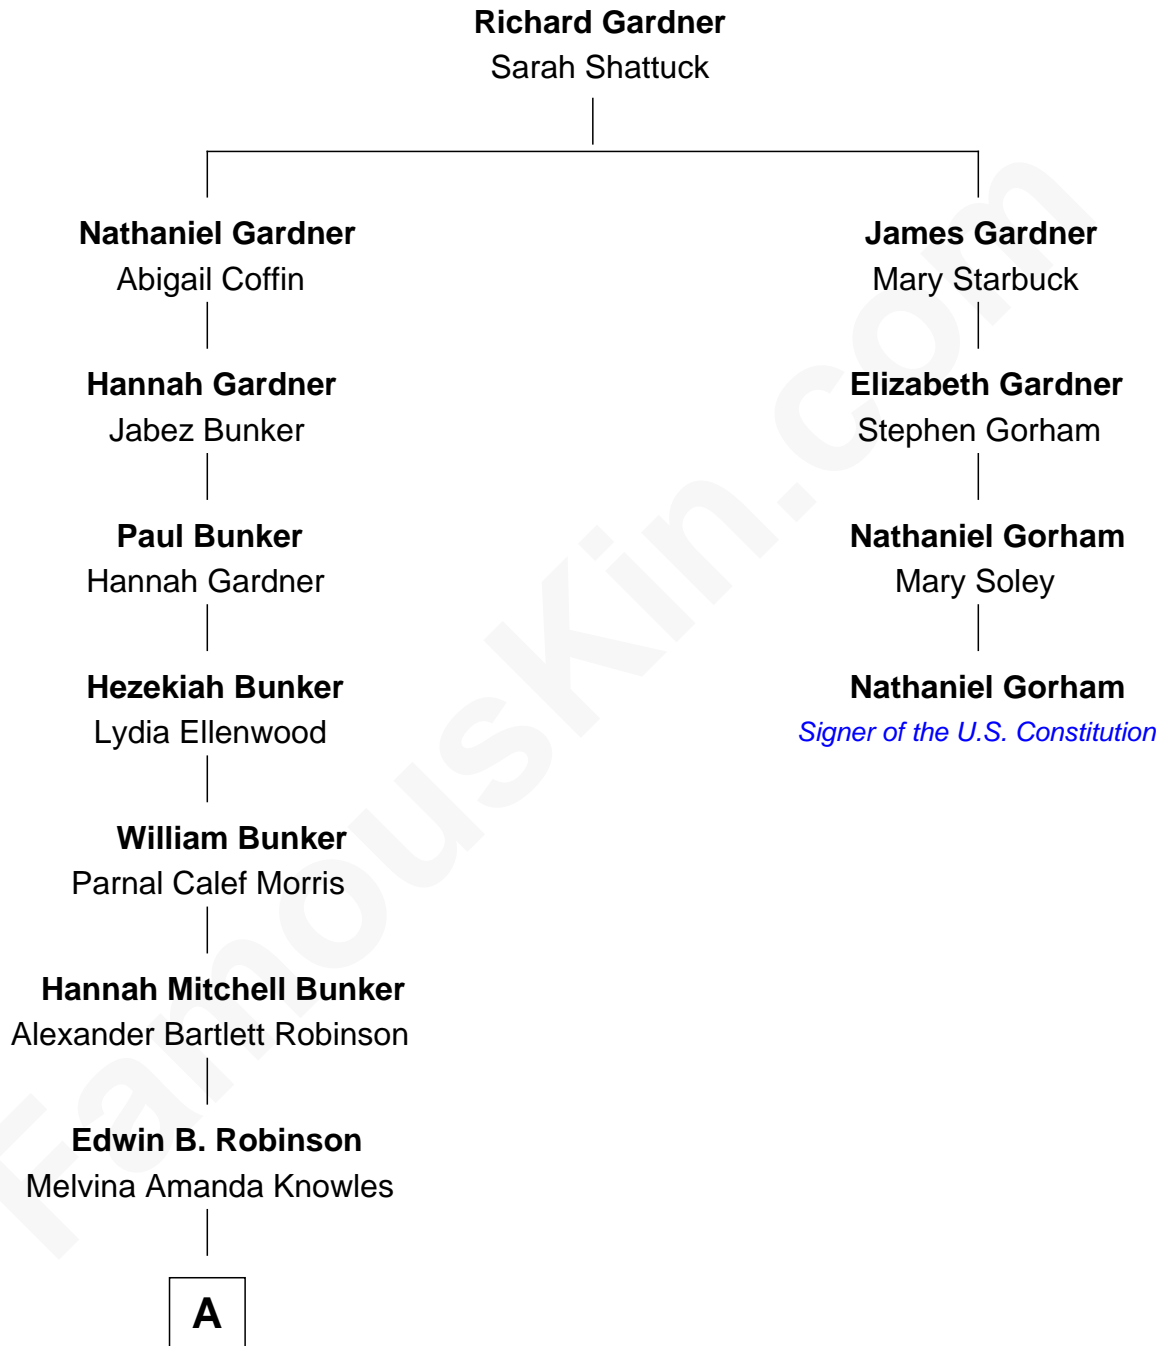 Richard Gardner
Sarah Shattuck
Nathaniel Gardner
Abigail Coffin
James Gardner
Mary Starbuck
Hannah Gardner
Jabez Bunker
Elizabeth Gardner
Stephen Gorham
Paul Bunker
Hannah Gardner
Nathaniel Gorham
Mary Soley
Hezekiah Bunker
Lydia Ellenwood
Nathaniel Gorham
Signer of the U.S. Constitution
William Bunker
Parnal Calef Morris
Hannah Mitchell Bunker
Alexander Bartlett Robinson
Edwin B. Robinson
Melvina Amanda Knowles
A
FamousKin.com